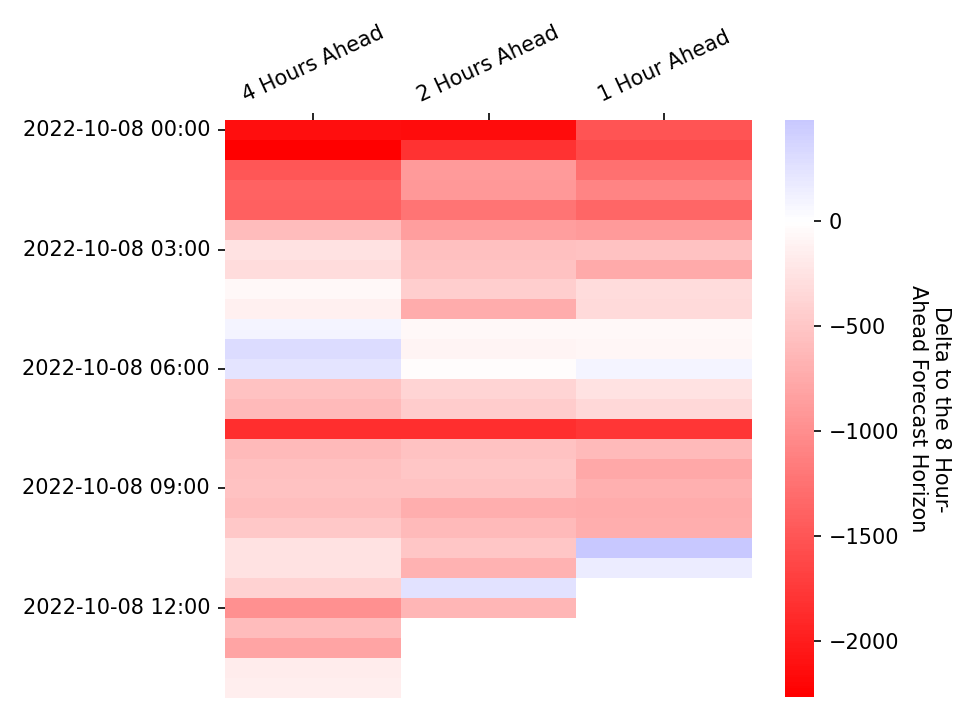 4 Hours Ahead
2 Hours Ahead
1 Hour Ahead
2022-10-08 00:00
2022-10-08 03:00
2022-10-08 06:00
2022-10-08 09:00
2022-10-08 12:00
0
−500
−1000
−1500
−2000
Delta to the 8 Hour-
Ahead Forecast Horizon